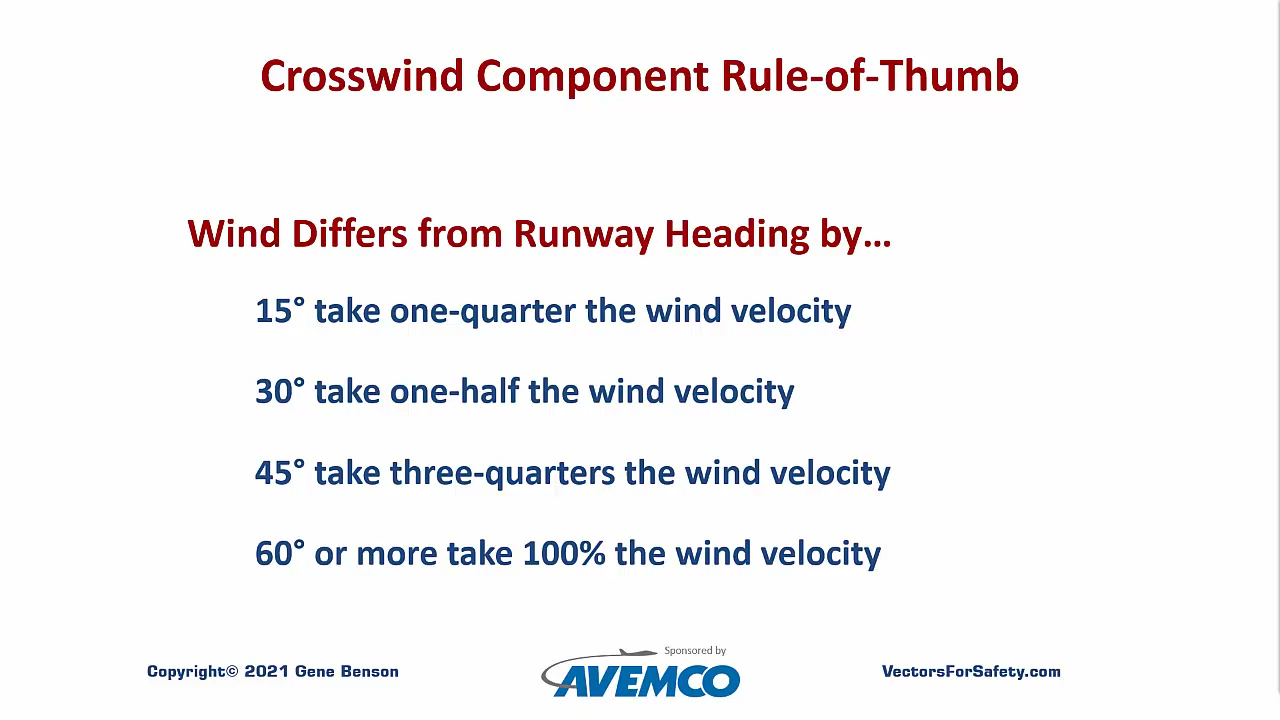 Crosswind Component Rule-of-Thumb
Wind Differs from Runway Heading by...
15° take one-quarter the wind velocity
30° take one-half the wind velocity
45° take three-quarters the wind velocity
60° or more take 100% the wind velocity
Sponsored by
Copyright© 2021 Gene Benson
AVEMCO
VectorsForSafety.com